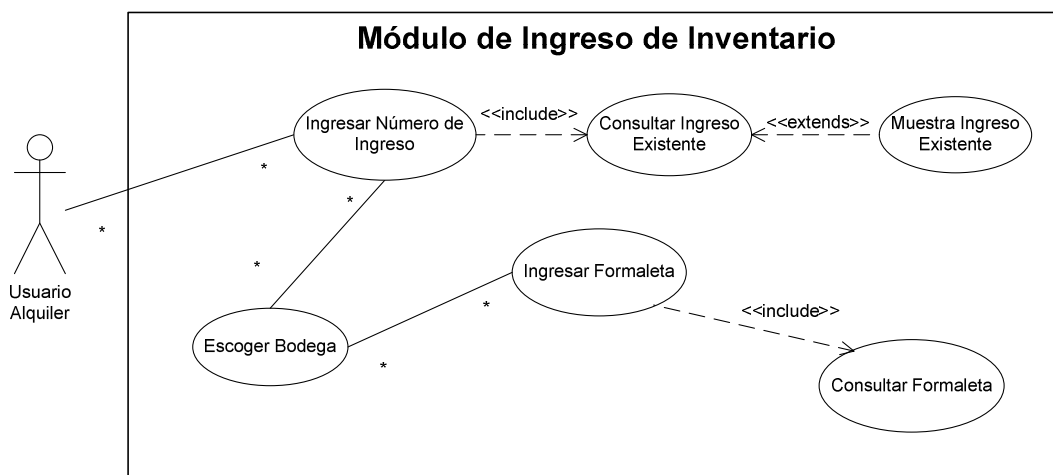 Módulo de Ingreso de Inventario
Ingresar Número de
Ingreso
<<include>>
Consultar Ingreso
Existente
<<extends>>
Muestra Ingreso
Existente
*
*
*
*
Usuario
Alquiler
Ingresar Formaleta
*
<<include>>
Escoger Bodega
*
Consultar Formaleta